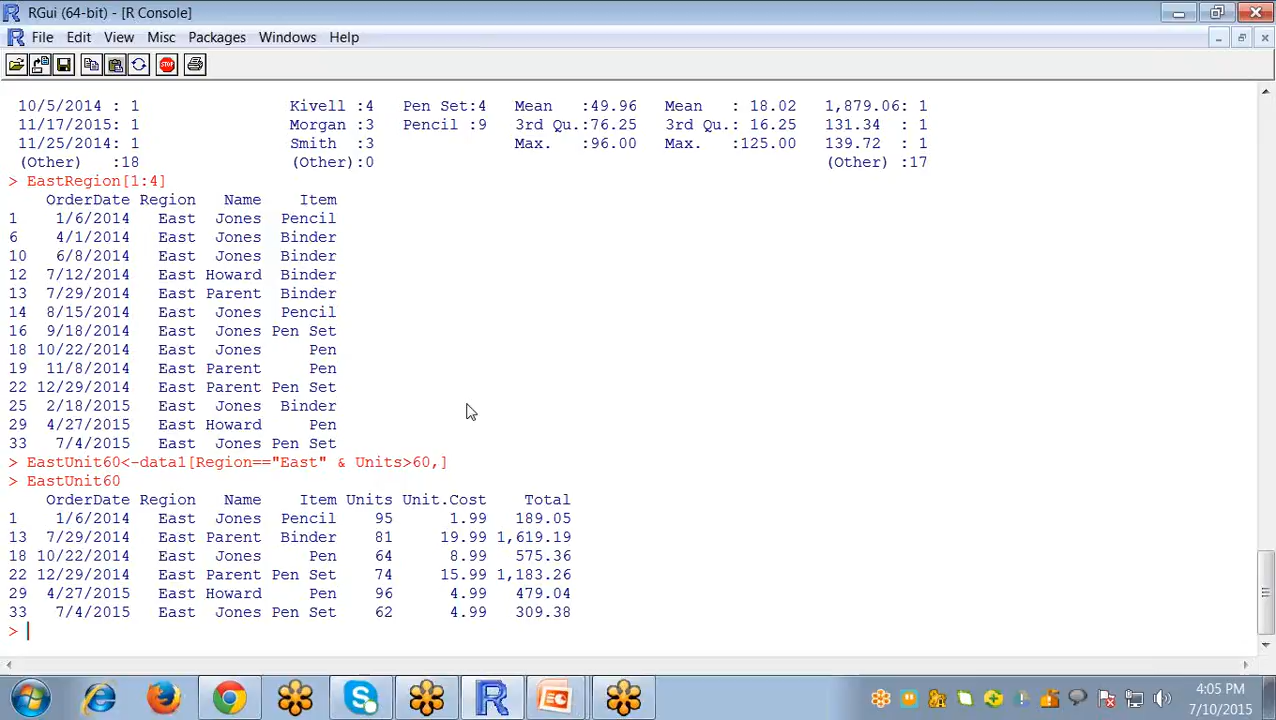 RGui (64-bit) - [R Console]
File Edit View Misc Packages Windows Help
STOP
10/5/2014 : 1 Kivell :4 Pen Set:4 Mean :49.96 Mean : 18.02 1,879.06: 1
11/17/2015: 1 Morgan :3 Pencil :9 3rd Qu.:76.25 3rd Qu.: 16.25 131.34 : 1
11/25/2014: 1 Smith :3 Max. :96.00 Max. :125.00 139.72 : 1
(Other) :18 (Other):0 (Other) :17
> EastRegion[1:4]
OrderDate Region Name Item
1 1/6/2014 East Jones Pencil
6 4/1/2014 East Jones Binder
10 6/8/2014 East Jones Binder
12 7/12/2014 East Howard Binder
13 7/29/2014 East Parent Binder
14 8/15/2014 East Jones Pencil
16 9/18/2014 East Jones Pen Set
18 10/22/2014 East Jones Pen
19 11/8/2014 East Parent Pen
22 12/29/2014 East Parent Pen Set
25 2/18/2015 East Jones Binder
29 4/27/2015 East Howard Pen
33 7/4/2015 East Jones Pen Set
> EastUnit60<-data1[Region=="East" & Units>60,]
> EastUnit60
OrderDate Region Name Item Units Unit.Cost Total
1 1/6/2014 East Jones Pencil 95 1.99 189.05
13 7/29/2014 East Parent Binder 81 19.99 1,619.19
18 10/22/2014 East Jones Pen 64 8.99 575.36
22 12/29/2014 East Parent Pen Set 74 15.99 1,183.26
29 4/27/2015 East Howard Pen 96 4.99 479.04
33 7/4/2015 East Jones Pen Set 62 4.99 309.38
>
4:05 PM
7/10/2015